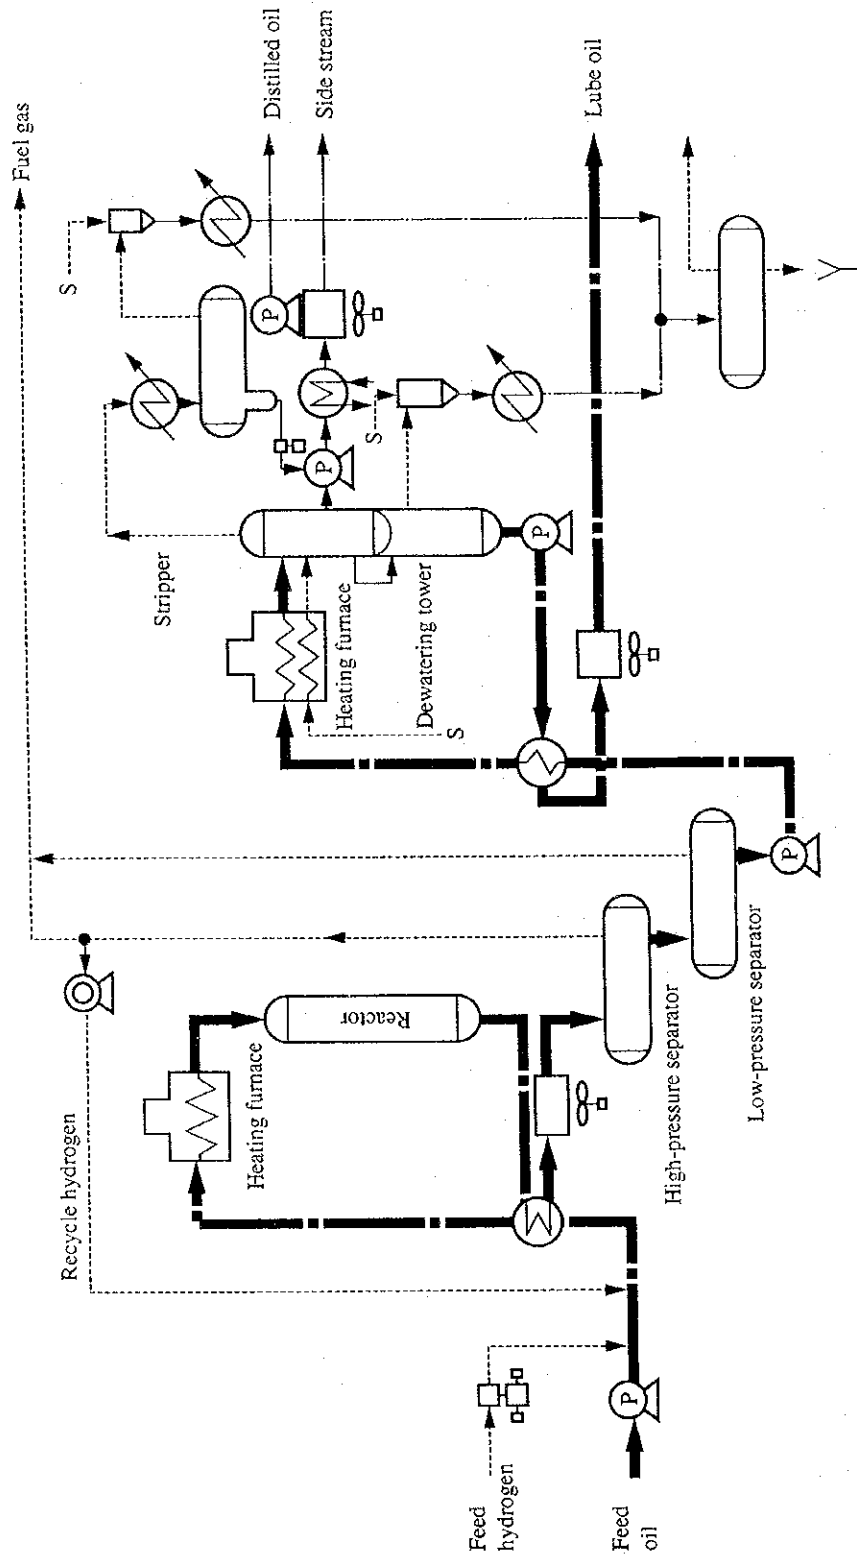 Feed
hydrogen
Feed
oil
P
Recycle hydrogen
Heating furnace
Reactor
High-pressure separator
Low-pressure separator
P
Fuel gas
Stripper
Heating furnace
S
Dewatering tower
P
P
S
S
P
Distilled oil
Side stream
Lube oil